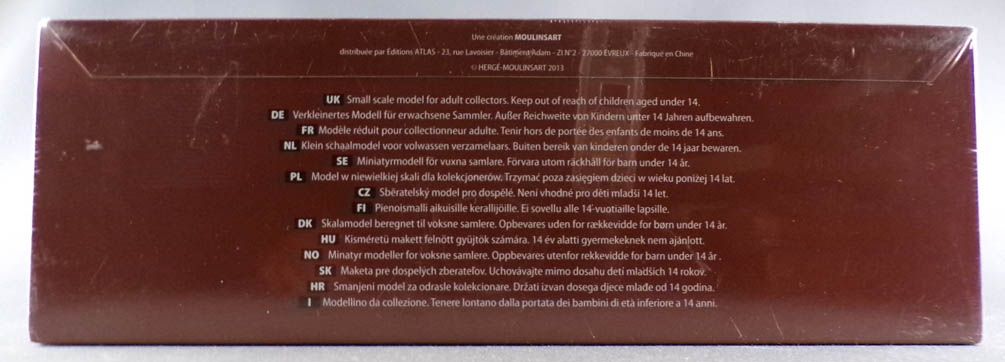 Une création MOULINSART
distribuée par Éditions ATLAS - 23, rue Lavoisier - Bâtiment Adam - ZI N°2 - 27000 ÉVREUX - Fabriqué en Chine
© HERGÉ-MOULINSART 2013
UK Small scale model for adult collectors. Keep out of reach of children aged under 14.
DE Verkleinertes Modell für erwachsene Sammler. Außer Reichweite von Kindern unter 14 Jahren aufbewahren.
FR Modèle réduit pour collectionneur adulte. Tenir hors de portée des enfants de moins de 14 ans.
NL Klein schaalmodel voor volwassen verzamelaars. Buiten bereik van kinderen onder de 14 jaar bewaren.
SE Miniatyrmodell för vuxna samlare. Förvara utom räckhåll för barn under 14 år.
PL Model w niewielkiej skali dla kolekcjonerów. Trzymać poza zasięgiem dzieci w wieku poniżej 14 lat.
CZ Sběratelský model pro dospělé. Není vhodné pro děti mladší 14 let.
FI Pienoismalli aikuisille keräilijöille. Ei sovellu alle 14-vuotiaille lapsille.
DK Skalamodel beregnet til voksne samlere. Opbevares uden for rækkevidde for børn under 14 år.
HU Kisméretű makett felnőtt gyűjtök számára. 14 év alatti gyermekeknek nem ajánlott.
NO Minatyr modeller for voksne samlere. Oppbevares utenfor rekkevidde for barn under 14 år .
SK Maketa pre dospelých zberateľov. Uchovávajte mimo dosahu detí mladších 14 rokov.
HR Smanjeni model za odrasle kolekcionare. Držati izvan dosega djece mlađe od 14 godina.
I Modellino da collezione. Tenere lontano dalla portata dei bambini di età inferiore a 14 anni.